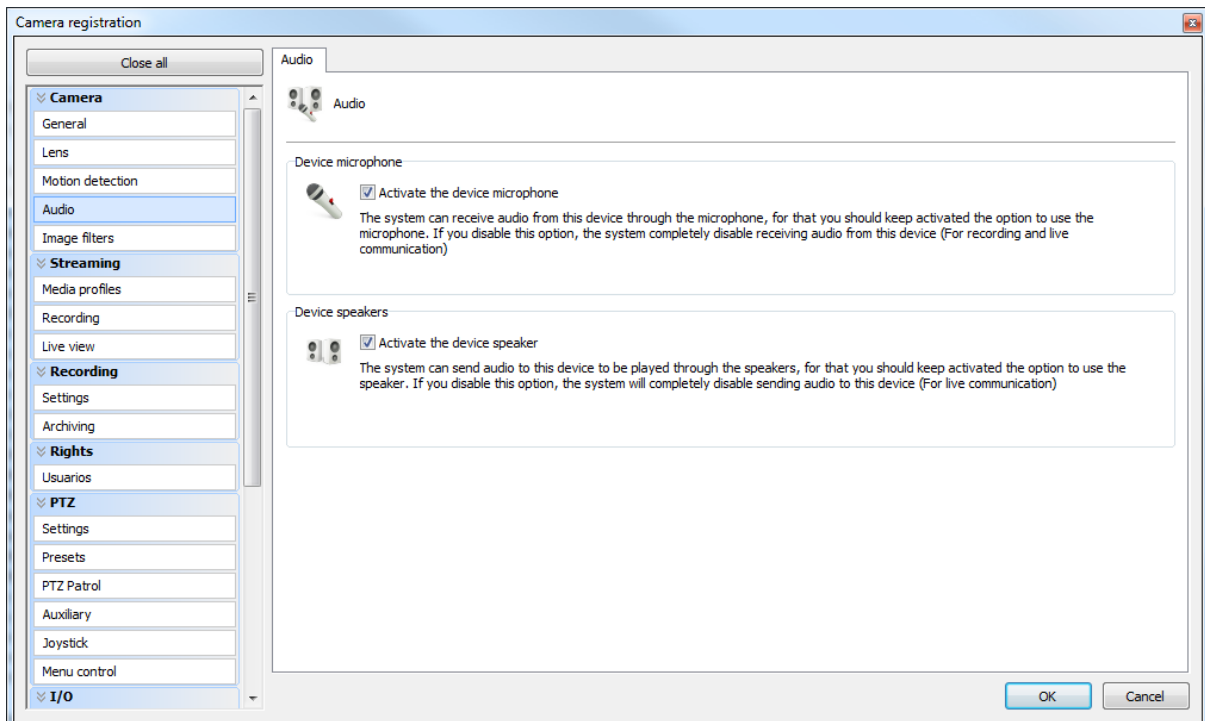 Camera registration
Close all
Camera
General
Lens
Motion detection
Audio
Image filters
Streaming
Media profiles
Recording
Live view
Recording
Settings
Archiving
Rights
Usuarios
PTZ
Settings
Presets
PTZ Patrol
Auxiliary
Joystick
Menu control
I/O
Audio
Audio
Device microphone
Activate the device microphone
The system can receive audio from this device through the microphone, for that you should keep activated the option to use the
microphone. If you disable this option, the system completely disable receiving audio from this device (For recording and live
communication)
Device speakers
Activate the device speaker
The system can send audio to this device to be played through the speakers, for that you should keep activated the option to use the
speaker. If you disable this option, the system will completely disable sending audio to this device (For live communication)
OK
Cancel